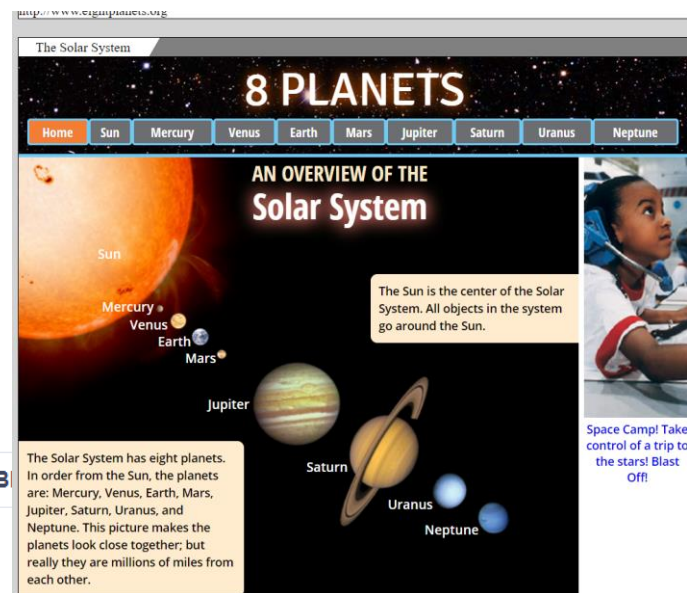 http://www.eightplanets.org
The Solar System
8 PLANETS
Home Sun Mercury Venus Earth Mars Jupiter Saturn Uranus Neptune
AN OVERVIEW OF THE
Solar System
Sun
Mercury
Venus
Earth
Mars
Jupiter
Saturn
Uranus
Neptune
The Sun is the center of the Solar
System. All objects in the system
go around the Sun.
The Solar System has eight planets.
In order from the Sun, the planets
are: Mercury, Venus, Earth, Mars,
Jupiter, Saturn, Uranus, and
Neptune. This picture makes the
planets look close together; but
really they are millions of miles from
each other.
Space Camp! Take
control of a trip to
the stars! Blast
Off!